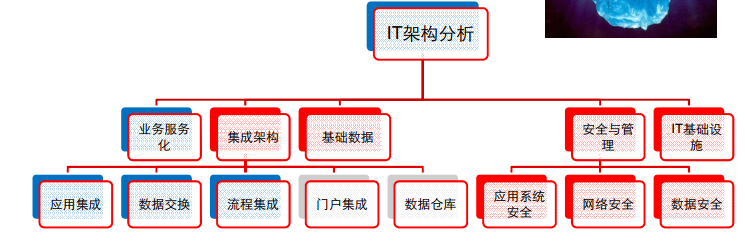 IT架构分析
业务服务
化
集成架构
基础数据
安全与管
理
IT基础设
施
应用集成
数据交换
流程集成
门户集成
数据仓库
应用系统
安全
网络安全
数据安全